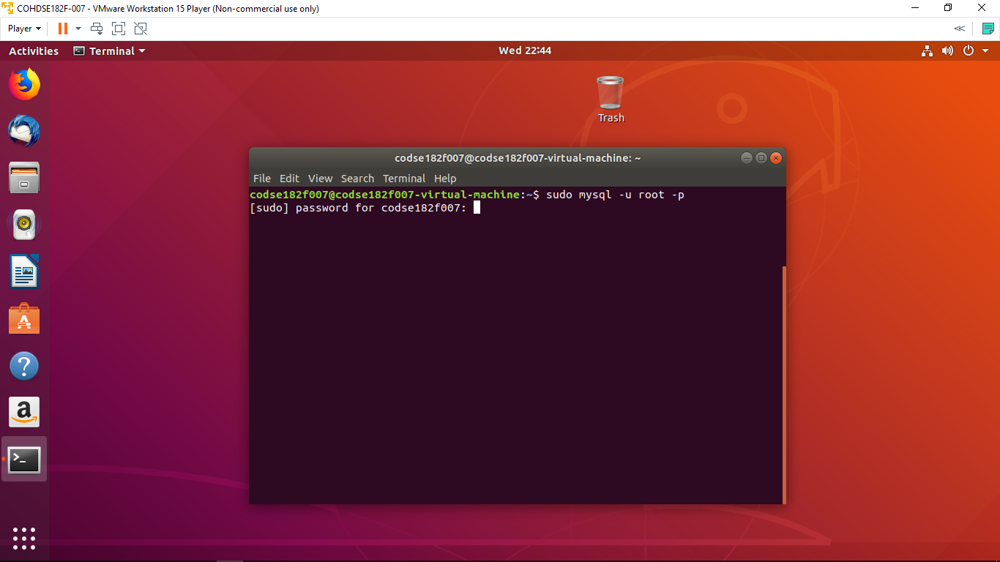 COHDSE182F-007 - VMware Workstation 15 Player (Non-commercial use only)
Player
Activities
Terminal
Wed 22:44
Trash
codse182f007@codse182f007-virtual-machine: ~
File Edit View Search Terminal Help
codse182f007@codse182f007-virtual-machine:~$ sudo mysql -u root -p
[sudo] password for codse182f007: